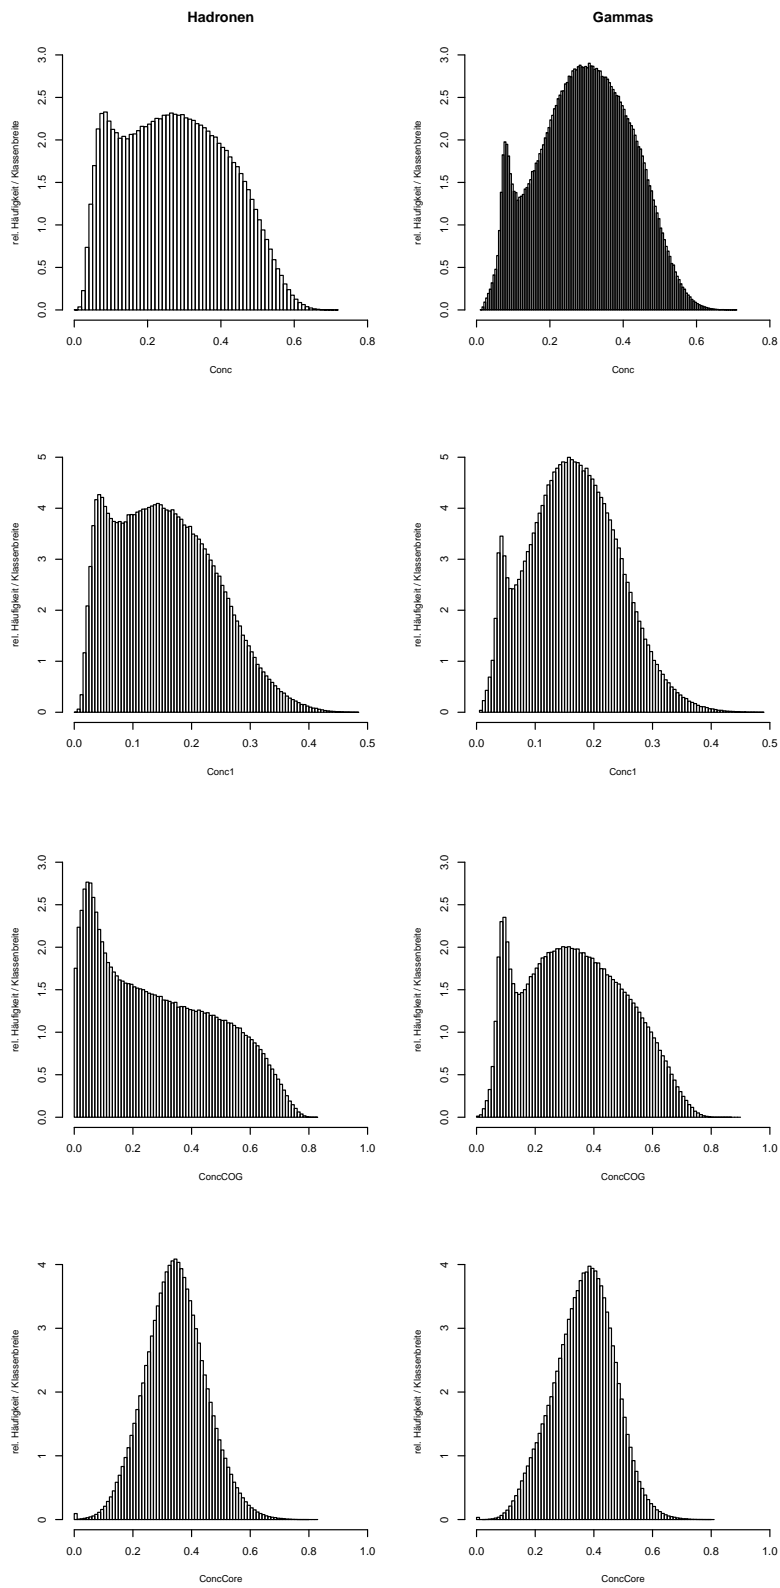 Hadronen
Gammas
rel. Häufigkeit / Klassenbreite
0.0 0.5 1.0 1.5 2.0 2.5 3.0
0.0 0.2 0.4 0.6 0.8
Conc
rel. Häufigkeit / Klassenbreite
0.0 0.5 1.0 1.5 2.0 2.5 3.0
0.0 0.2 0.4 0.6 0.8
Conc
rel. Häufigkeit / Klassenbreite
0 1 2 3 4 5
0.0 0.1 0.2 0.3 0.4 0.5
Conc1
rel. Häufigkeit / Klassenbreite
0 1 2 3 4 5
0.0 0.1 0.2 0.3 0.4 0.5
Conc1
rel. Häufigkeit / Klassenbreite
0.0 0.5 1.0 1.5 2.0 2.5 3.0
0.0 0.2 0.4 0.6 0.8 1.0
ConcCOG
rel. Häufigkeit / Klassenbreite
0.0 0.5 1.0 1.5 2.0 2.5 3.0
0.0 0.2 0.4 0.6 0.8 1.0
ConcCOG
rel. Häufigkeit / Klassenbreite
0 1 2 3 4
0.0 0.2 0.4 0.6 0.8 1.0
ConcCore
rel. Häufigkeit / Klassenbreite
0 1 2 3 4
0.0 0.2 0.4 0.6 0.8 1.0
ConcCore